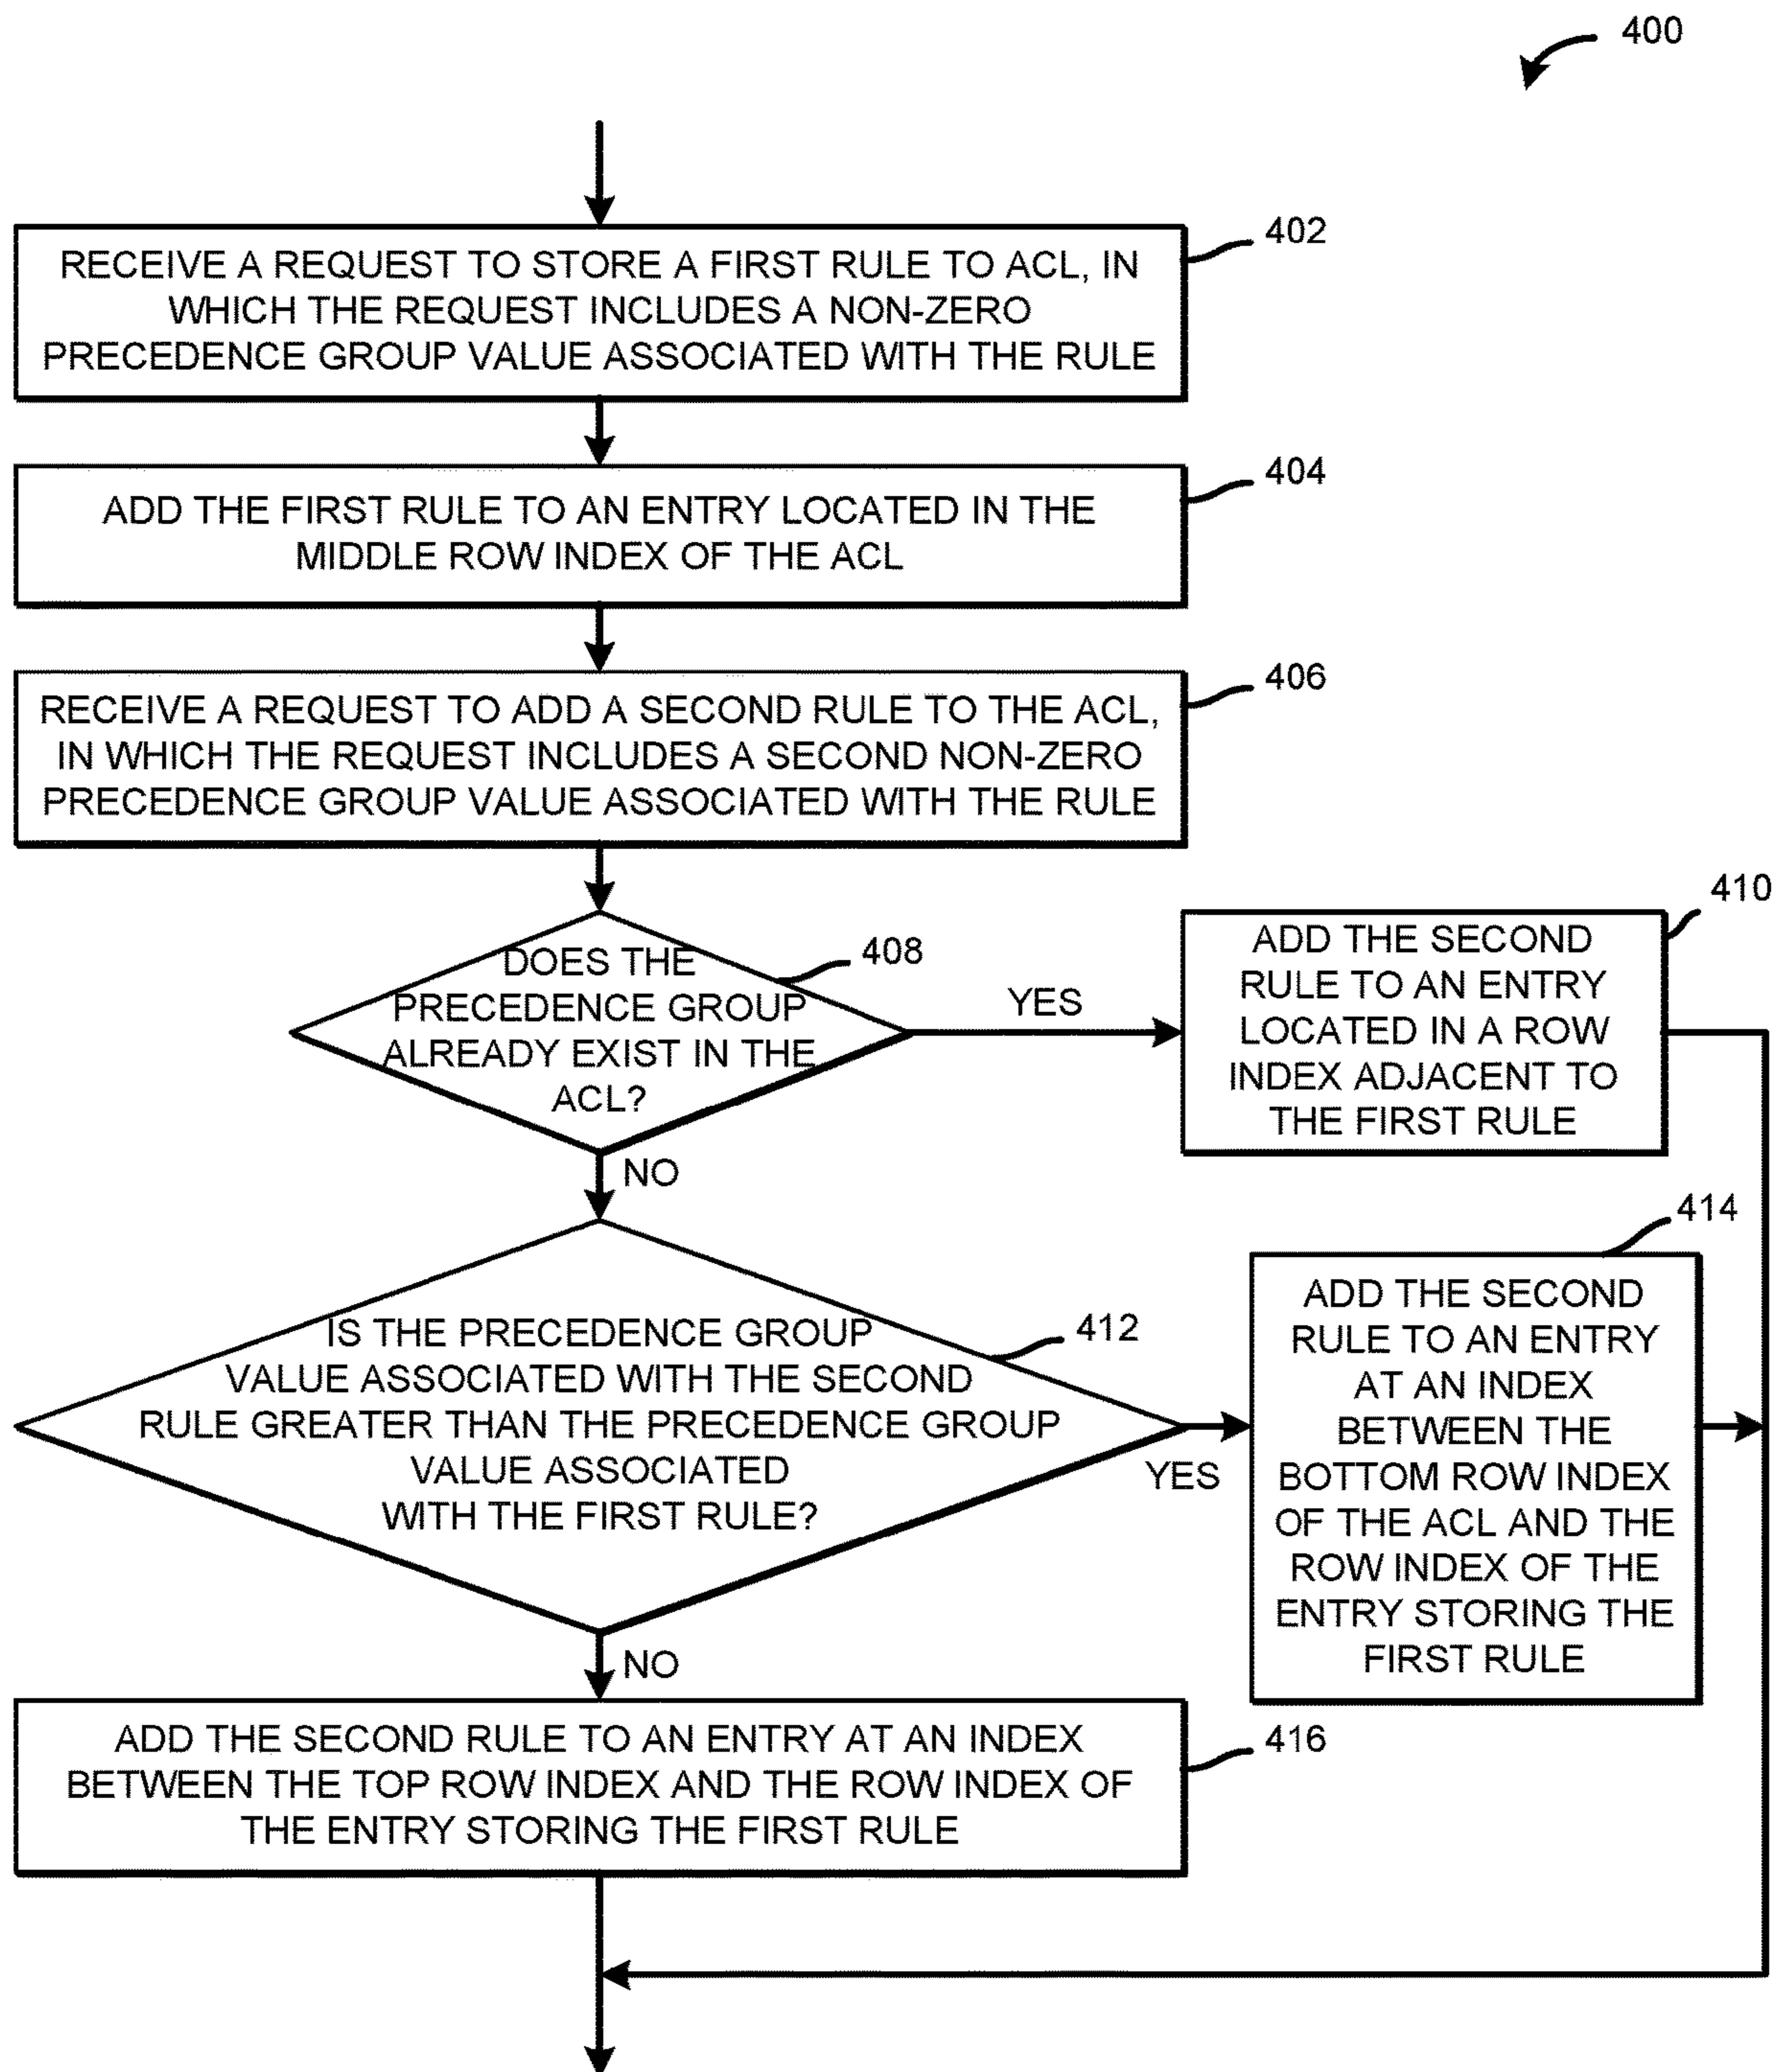 400
RECEIVE A REQUEST TO STORE A FIRST RULE TO ACL, IN
WHICH THE REQUEST INCLUDES A NON-ZERO
PRECEDENCE GROUP VALUE ASSOCIATED WITH THE RULE
402
ADD THE FIRST RULE TO AN ENTRY LOCATED IN THE
MIDDLE ROW INDEX OF THE ACL
404
RECEIVE A REQUEST TO ADD A SECOND RULE TO THE ACL,
IN WHICH THE REQUEST INCLUDES A SECOND NON-ZERO
PRECEDENCE GROUP VALUE ASSOCIATED WITH THE RULE
406
DOES THE
PRECEDENCE GROUP
ALREADY EXIST IN THE
ACL?
408
YES
ADD THE SECOND
RULE TO AN ENTRY
LOCATED IN A ROW
INDEX ADJACENT TO
THE FIRST RULE
410
NO
IS THE PRECEDENCE GROUP
VALUE ASSOCIATED WITH THE SECOND
RULE GREATER THAN THE PRECEDENCE GROUP
VALUE ASSOCIATED
WITH THE FIRST RULE?
412
YES
ADD THE SECOND
RULE TO AN ENTRY
AT AN INDEX
BETWEEN THE
BOTTOM ROW INDEX
OF THE ACL AND THE
ROW INDEX OF THE
ENTRY STORING THE
FIRST RULE
414
NO
ADD THE SECOND RULE TO AN ENTRY AT AN INDEX
BETWEEN THE TOP ROW INDEX AND THE ROW INDEX OF
THE ENTRY STORING THE FIRST RULE
416